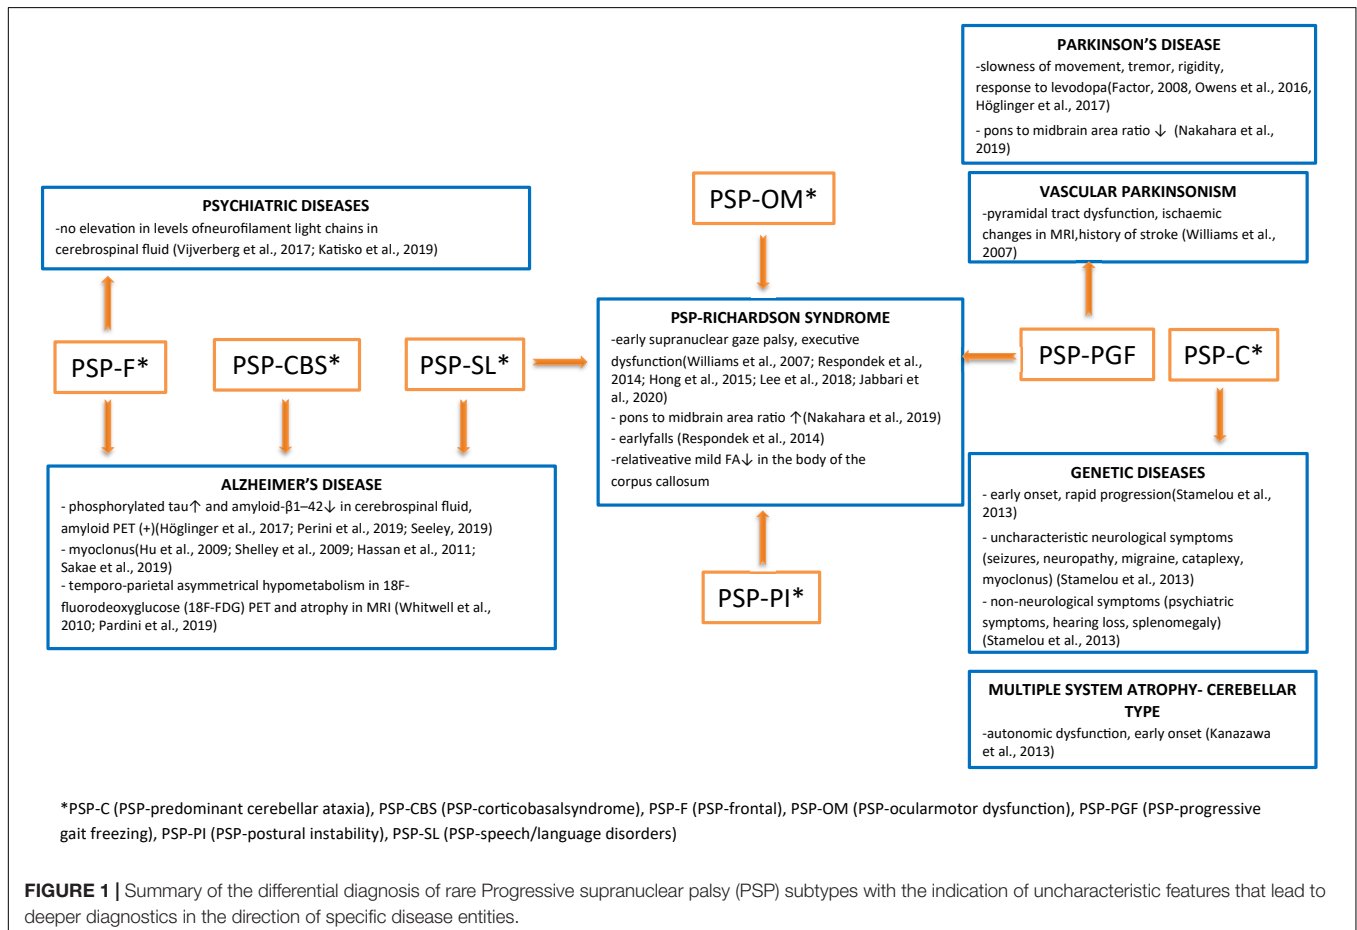 PARKINSON'S DISEASE
-slowness of movement, tremor, rigidity,
response to levodopa(Factor, 2008, Owens et al., 2016,
Höglinger et al., 2017)
- pons to midbrain area ratio ↓ (Nakahara et al.,
2019)
PSP-OM*
VASCULAR PARKINSONISM
-pyramidal tract dysfunction, ischaemic
changes in MRI,history of stroke (Williams et al.,
2007)
PSYCHIATRIC DISEASES
-no elevation in levels ofneurofilament light chains in
cerebrospinal fluid (Vijverberg et al., 2017; Katisko et al., 2019)
PSP-F*
PSP-CBS*
PSP-SL*
PSP-RICHARDSON SYNDROME
-early supranuclear gaze palsy, executive
dysfunction(Williams et al., 2007; Respondek et al.,
2014; Hong et al., 2015; Lee et al., 2018; Jabbari et
al., 2020)
- pons to midbrain area ratio ↑(Nakahara et al., 2019)
- earlyfalls (Respondek et al., 2014)
-relativeative mild FA↓ in the body of the
corpus callosum
PSP-PGF
PSP-C*
ALZHEIMER'S DISEASE
- phosphorylated tau↑ and amyloid-β1–42↓ in cerebrospinal fluid,
amyloid PET (+)(Höglinger et al., 2017; Perini et al., 2019; Seeley, 2019)
- myoclonus(Hu et al., 2009; Shelley et al., 2009; Hassan et al., 2011;
Sakae et al., 2019)
- temporo-parietal asymmetrical hypometabolism in 18F-
fluorodeoxyglucose (18F-FDG) PET and atrophy in MRI (Whitwell et al.,
2010; Pardini et al., 2019)
PSP-PI*
GENETIC DISEASES
- early onset, rapid progression(Stamelou et al.,
2013)
- uncharacteristic neurological symptoms
(seizures, neuropathy, migraine, cataplexy,
myoclonus) (Stamelou et al., 2013)
- non-neurological symptoms (psychiatric
symptoms, hearing loss, splenomegaly)
(Stamelou et al., 2013)
MULTIPLE SYSTEM ATROPHY- CEREBELLAR
TYPE
-autonomic dysfunction, early onset (Kanazawa
et al., 2013)
*PSP-C (PSP-predominant cerebellar ataxia), PSP-CBS (PSP-corticobasalsyndrome), PSP-F (PSP-frontal), PSP-OM (PSP-ocularmotor dysfunction), PSP-PGF (PSP-progressive
gait freezing), PSP-PI (PSP-postural instability), PSP-SL (PSP-speech/language disorders)
FIGURE 1 | Summary of the differential diagnosis of rare Progressive supranuclear palsy (PSP) subtypes with the indication of uncharacteristic features that lead to
deeper diagnostics in the direction of specific disease entities.